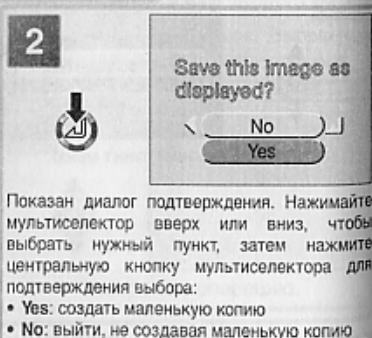 2
Save this image as
displayed?
No
Yes
Показан диалог подтверждения. Нажимайте
мультиселектор вверх или вниз, чтобы
выбрать нужный пункт, затем нажмите
центральную кнопку мультиселектора для
подтверждения выбора:
• Yes: создать маленькую копию
• No: выйти, не создавая маленькую копию